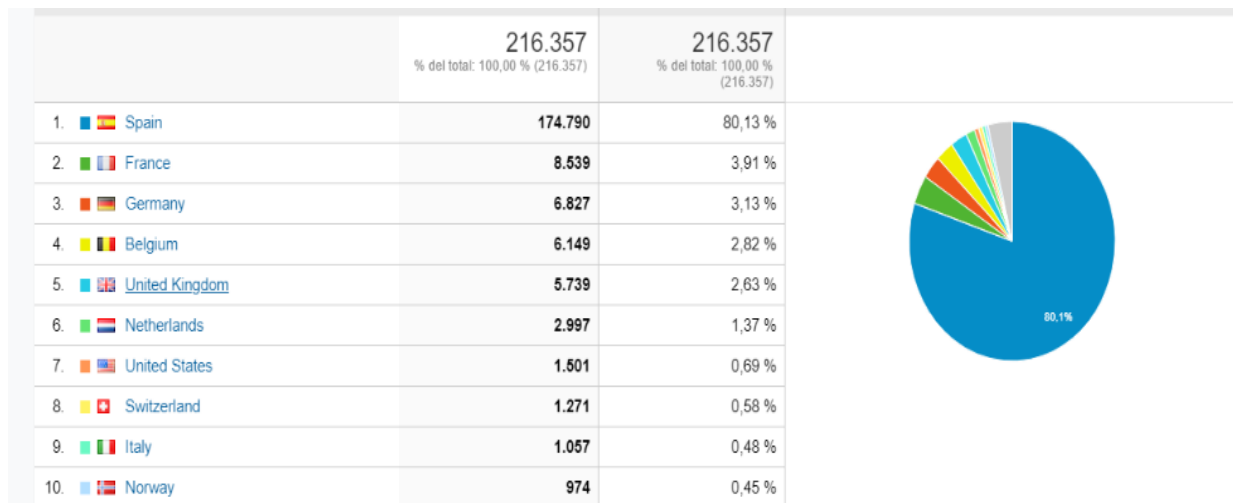 216.357
% del total: 100,00 % (216.357)
216.357
% del total: 100,00 %
(216.357)
1. Spain 174.790 80,13 %
2. France 8.539 3,91 %
3. Germany 6.827 3,13 %
4. Belgium 6.149 2,82 %
5. United Kingdom 5.739 2,63 %
6. Netherlands 2.997 1,37 %
7. United States 1.501 0,69 %
8. Switzerland 1.271 0,58 %
9. Italy 1.057 0,48 %
10. Norway 974 0,45 %
80,1%